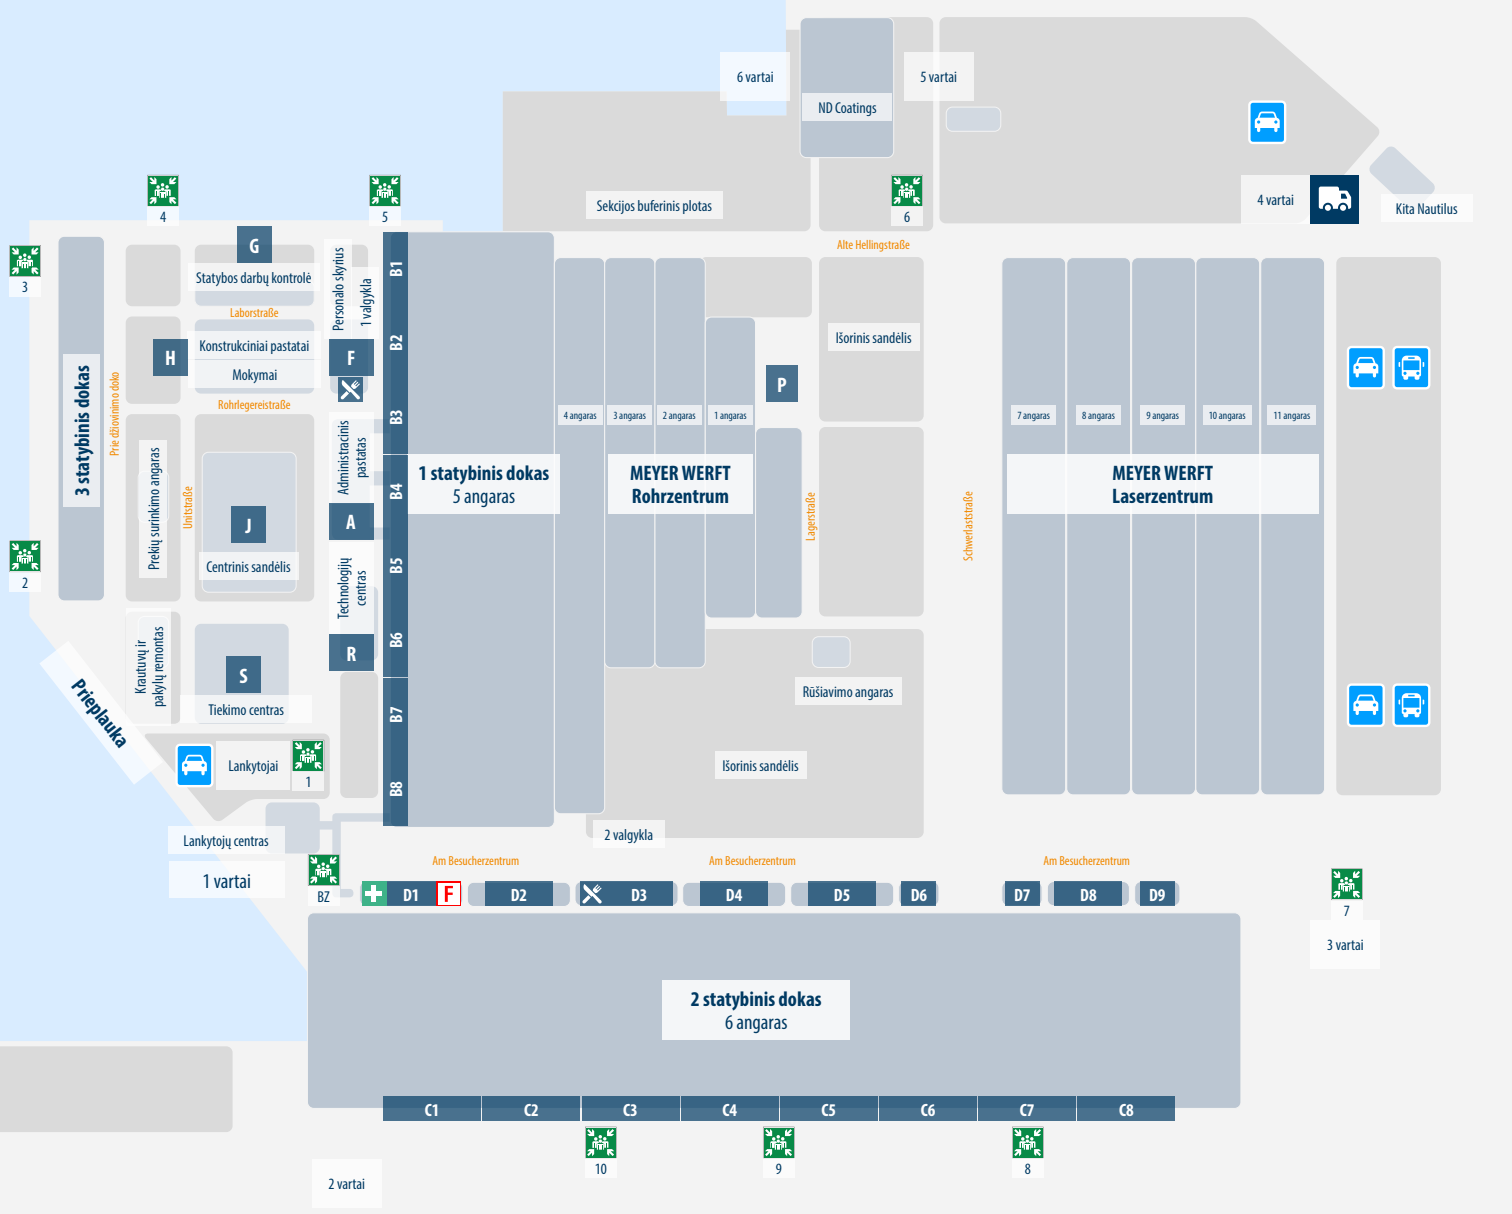 6 vartai
5 vartai
ND Coatings
4 vartai
Kita Nautilus
Sekcijos buferinis plotas
4
5
6
3
G
Statybos darbų kontrolė
Laborstraße
H
Konstrukciniai pastatai
Mokymai
Rohrlegereistraße
Personalo skyrius
1 valgykla
F
Alte Hellingstraße
Išorinis sandėlis
P
3 statybinis dokas
Prie džiovinimo doko
Prekių surinkimo angaras
Unitstraße
J
Centrinis sandėlis
Administracinis
pastatas
A
Technologijų
centras
R
B1
B2
B3
B4
B5
B6
B7
B8
1 statybinis dokas
5 angaras
4 angaras
3 angaras
2 angaras
1 angaras
MEYER WERFT
Rohrzentrum
Lagerstraße
Schwerlaststraße
7 angaras
8 angaras
9 angaras
10 angaras
11 angaras
MEYER WERFT
Laserzentrum
2
Krautuvų ir
pakylų remontas
S
Tiekimo centras
Prieplauka
Lankytojai
1
Lankytojų centras
1 vartai
BZ
Rūšiavimo angaras
Išorinis sandėlis
2 valgykla
Am Besucherzentrum
Am Besucherzentrum
Am Besucherzentrum
D1
F
D2
D3
D4
D5
D6
D7
D8
D9
7
3 vartai
2 statybinis dokas
6 angaras
C1
C2
C3
C4
C5
C6
C7
C8
10
9
8
2 vartai